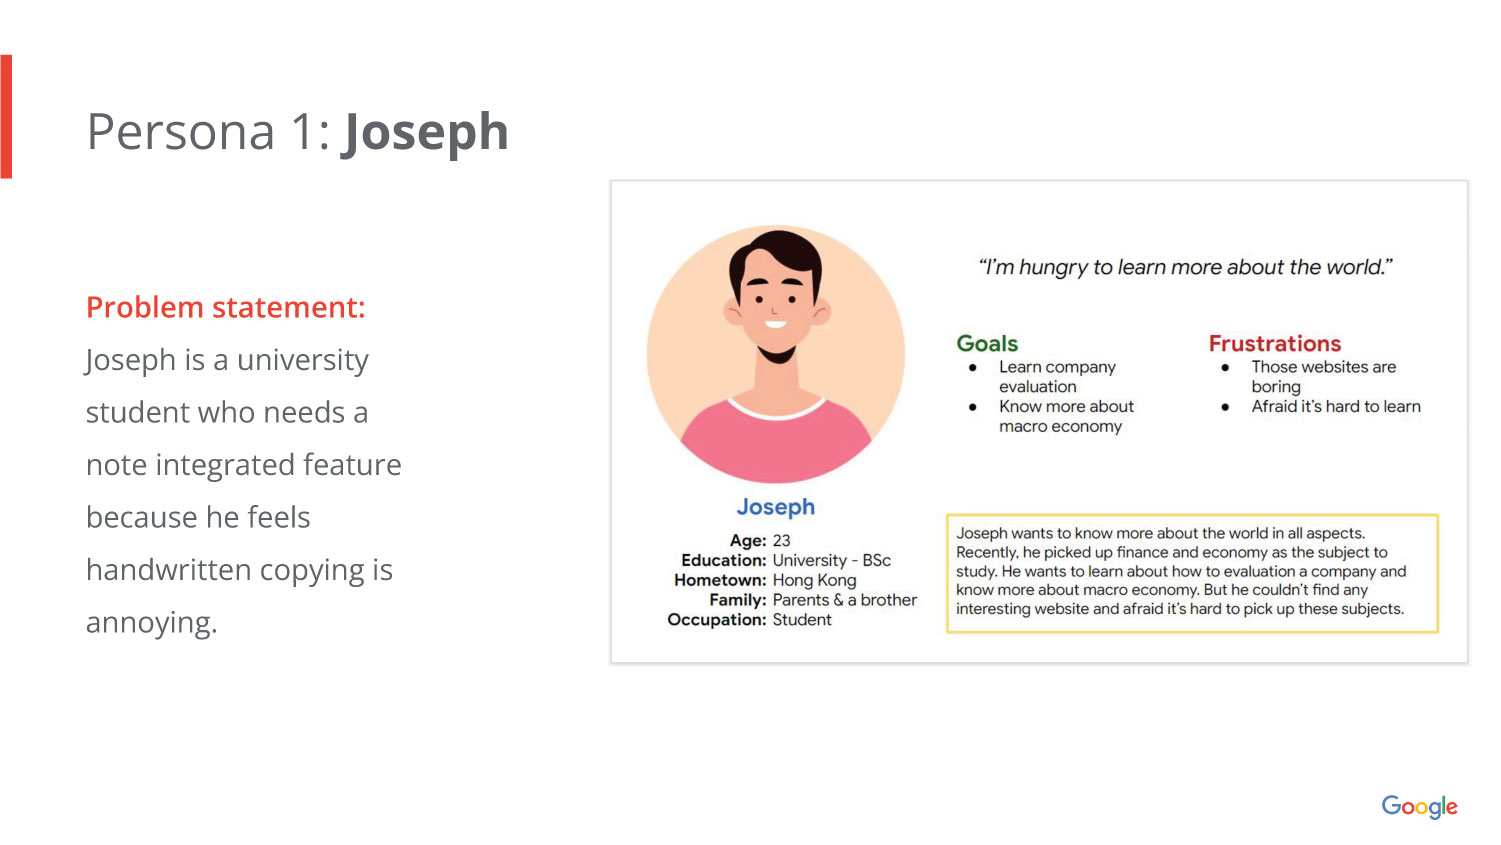 Persona 1: Joseph
Problem statement:
Joseph is a university
student who needs a
note integrated feature
because he feels
handwritten copying is
annoying.
Joseph
Age: 23
Education: University - BSc
Hometown: Hong Kong
Family: Parents & a brother
Occupation: Student
“I’m hungry to learn more about the world.”
Goals
● Learn company
evaluation
● Know more about
macro economy
Frustrations
● Those websites are
boring
● Afraid it’s hard to learn
Joseph wants to know more about the world in all aspects.
Recently, he picked up finance and economy as the subject to
study. He wants to learn about how to evaluation a company and
know more about macro economy. But he couldn’t find any
interesting website and afraid it’s hard to pick up these subjects.
Google